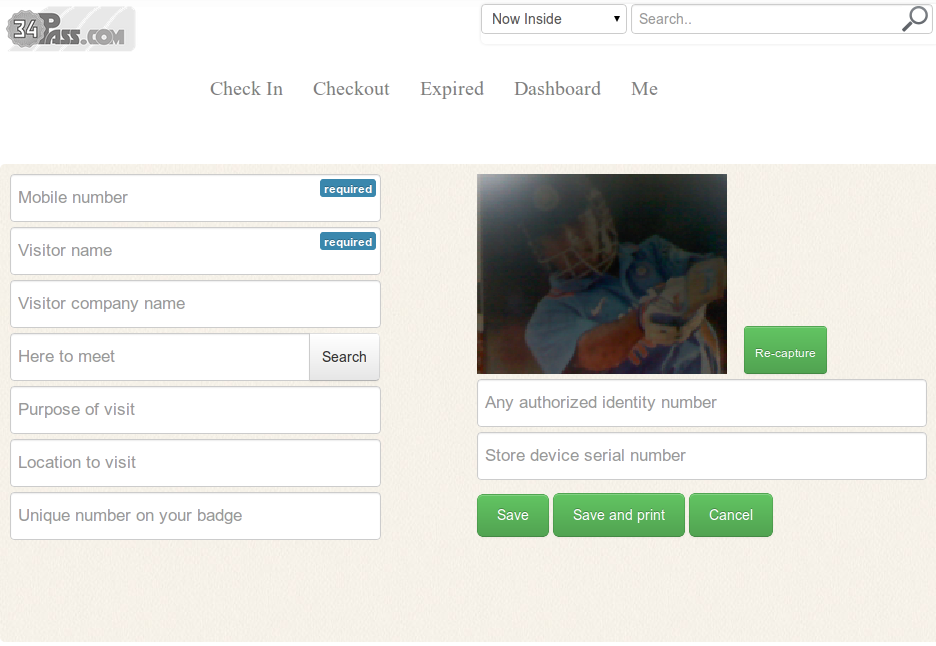 34Pass.com
Now Inside
Search..
Check In
Checkout
Expired
Dashboard
Me
Mobile number
required
Visitor name
required
Visitor company name
Here to meet
Search
Purpose of visit
Location to visit
Unique number on your badge
Re-capture
Any authorized identity number
Store device serial number
Save
Save and print
Cancel